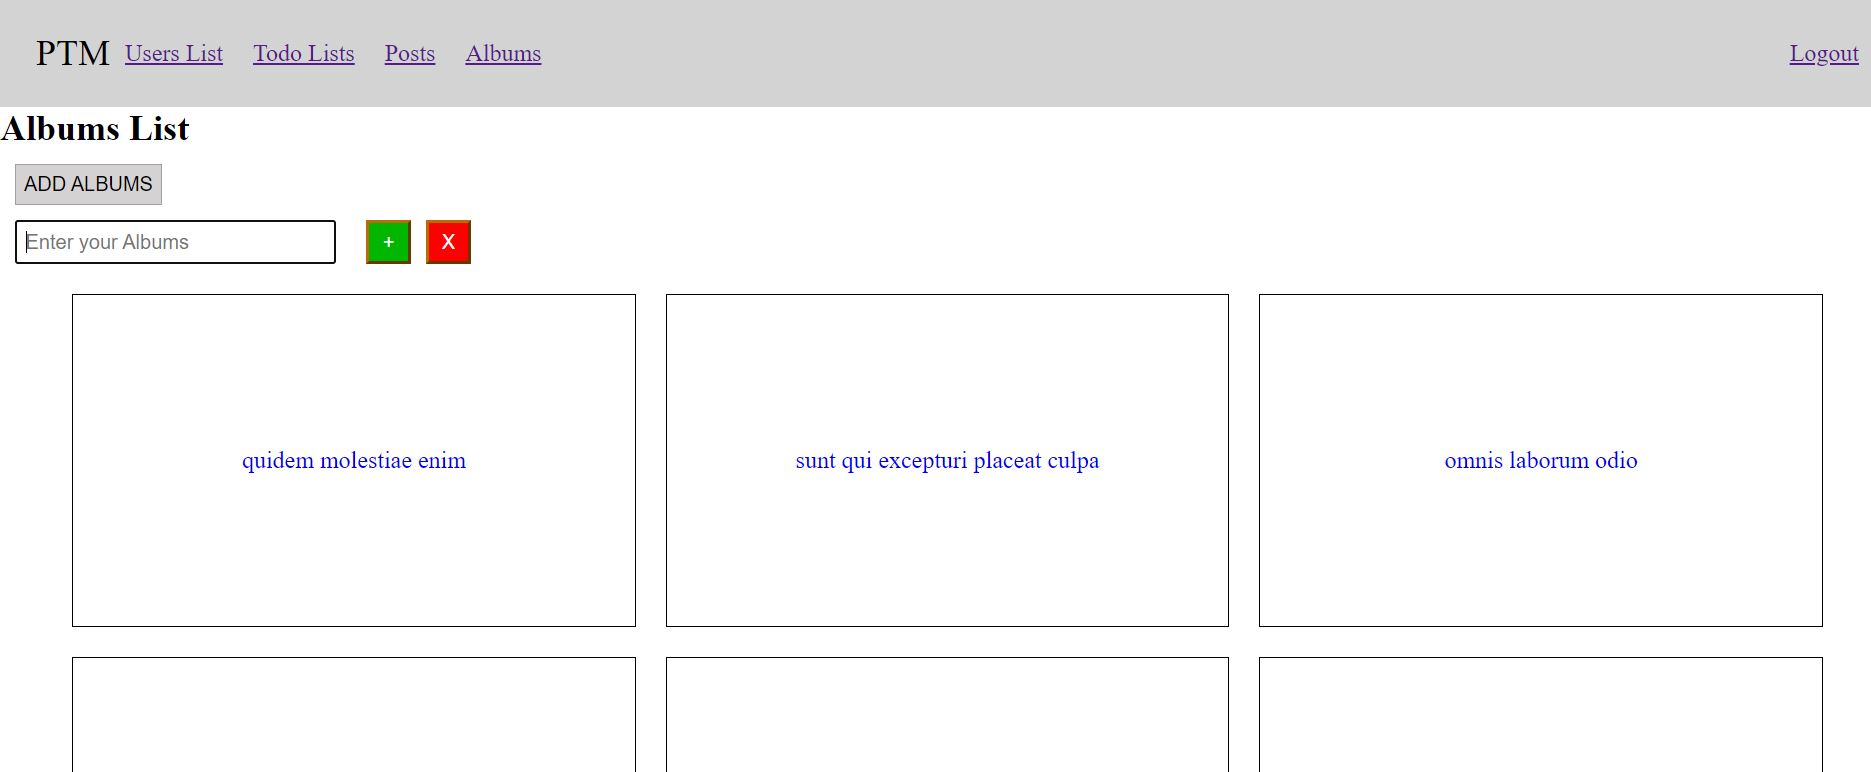 PTM Users List Todo Lists Posts Albums Logout
Albums List
ADD ALBUMS
Enter your Albums + X
quidem molestiae enim sunt qui excepturi placeat culpa omnis laborum odio